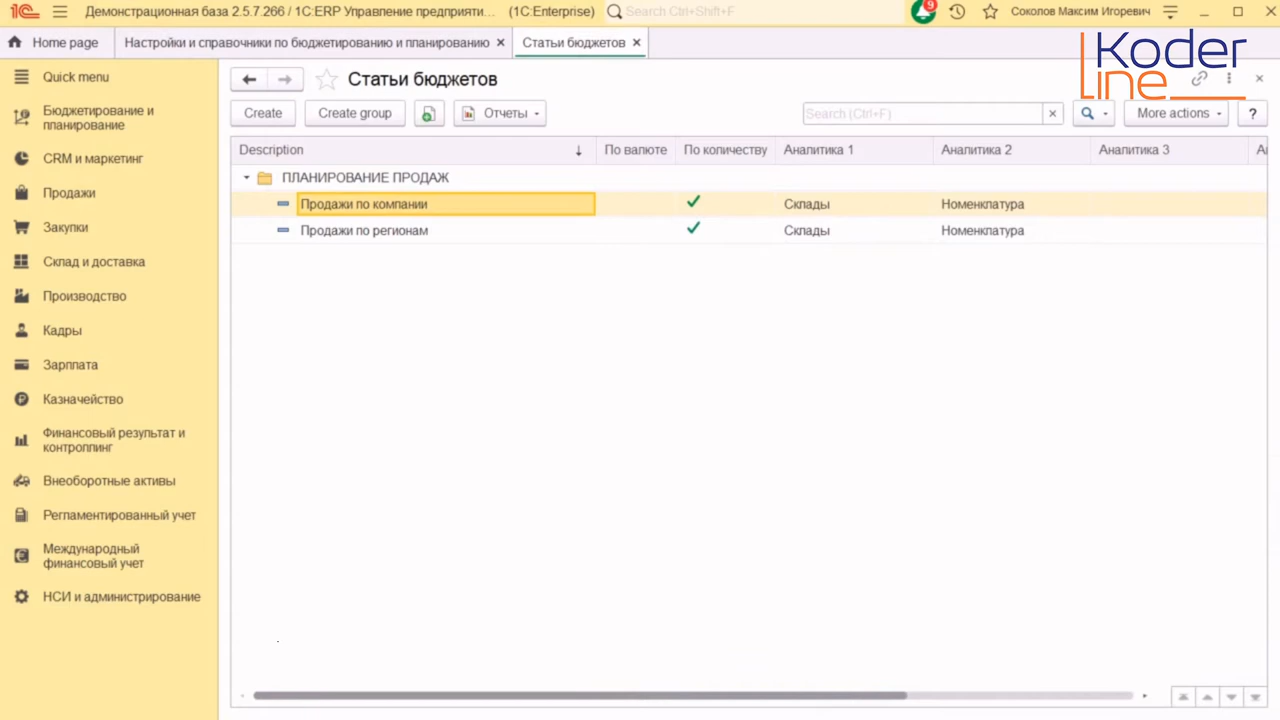 1С Демонстрационная база 2.5.7.266 / 1С:ERP Управление предприяти... (1C:Enterprise) Search Ctrl+Shift+F 9 Соколов Максим Игоревич
Home page Настройки и справочники по бюджетированию и планированию Статьи бюджетов
Koder
line
Quick menu
Бюджетирование и
планирование
CRM и маркетинг
Продажи
Закупки
Склад и доставка
Производство
Кадры
Зарплата
Казначейство
Финансовый результат и
контроллинг
Внеоборотные активы
Регламентированный учет
Международный
финансовый учет
НСИ и администрирование
Статьи бюджетов
Create Create group Отчеты Search (Ctrl+F) More actions ?
Description По валюте По количеству Аналитика 1 Аналитика 2 Аналитика 3
ПЛАНИРОВАНИЕ ПРОДАЖ
Продажи по компании Склады Номенклатура
Продажи по регионам Склады Номенклатура